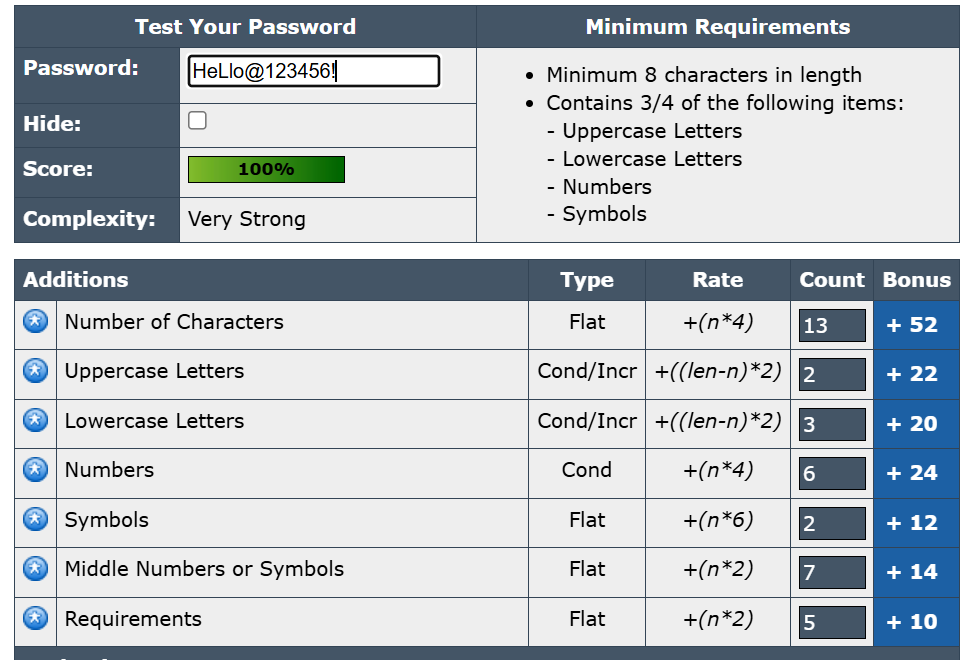 Test Your Password
Minimum Requirements
Password:
HeLlo@123456!
Hide:
Score:
100%
Complexity:
Very Strong
• Minimum 8 characters in length
• Contains 3/4 of the following items:
- Uppercase Letters
- Lowercase Letters
- Numbers
- Symbols
Additions Type Rate Count Bonus
Number of Characters Flat +(n*4) 13 + 52
Uppercase Letters Cond/Incr +((len-n)*2) 2 + 22
Lowercase Letters Cond/Incr +((len-n)*2) 3 + 20
Numbers Cond +(n*4) 6 + 24
Symbols Flat +(n*6) 2 + 12
Middle Numbers or Symbols Flat +(n*2) 7 + 14
Requirements Flat +(n*2) 5 + 10